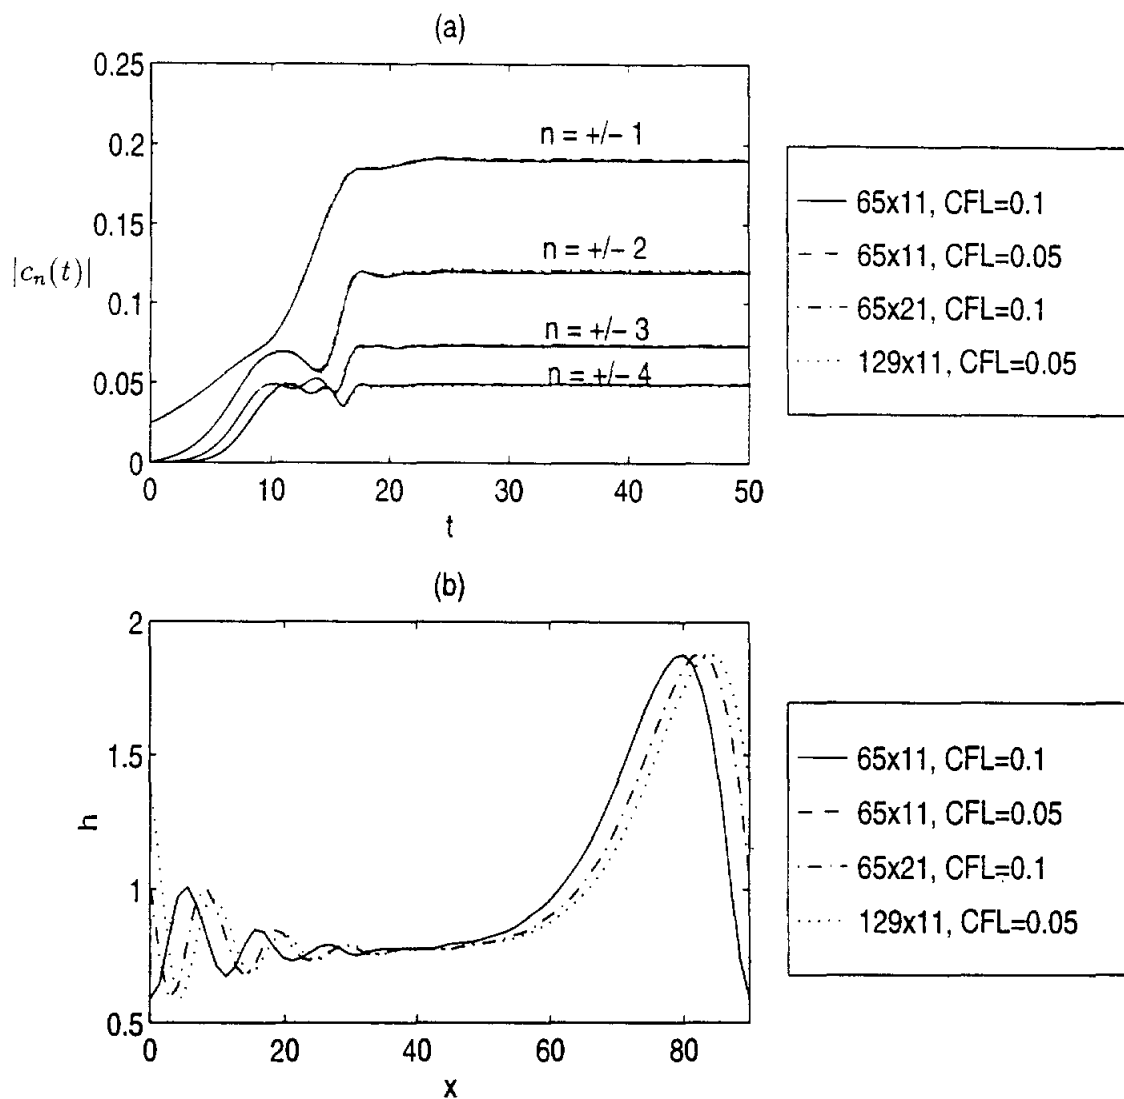 (a)
0.25
0.2
0.15
0.1
0.05
0
|c_n(t)|
n = +/− 1
n = +/− 2
n = +/− 3
n = +/− 4
0 10 20 30 40 50
t
65x11, CFL=0.1
65x11, CFL=0.05
65x21, CFL=0.1
129x11, CFL=0.05
(b)
2
1.5
1
0.5
h
0 20 40 60 80
x
65x11, CFL=0.1
65x11, CFL=0.05
65x21, CFL=0.1
129x11, CFL=0.05